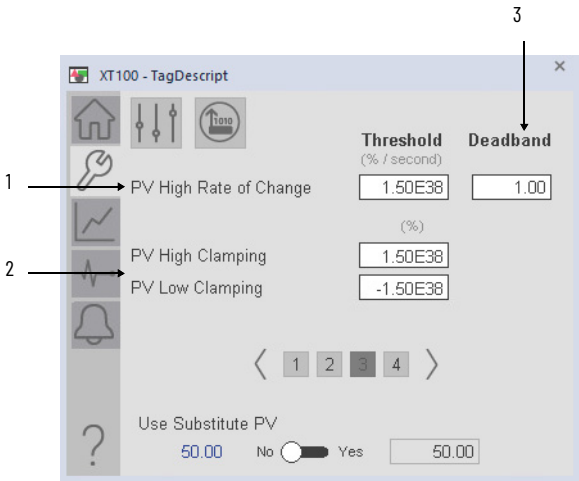 3
XT100 - TagDescript ×
1010
Threshold Deadband
(% / second)
1 PV High Rate of Change 1.50E38 1.00
(%)
PV High Clamping 1.50E38
2
PV Low Clamping -1.50E38
1 2 3 4
Use Substitute PV
? 50.00 No Yes 50.00